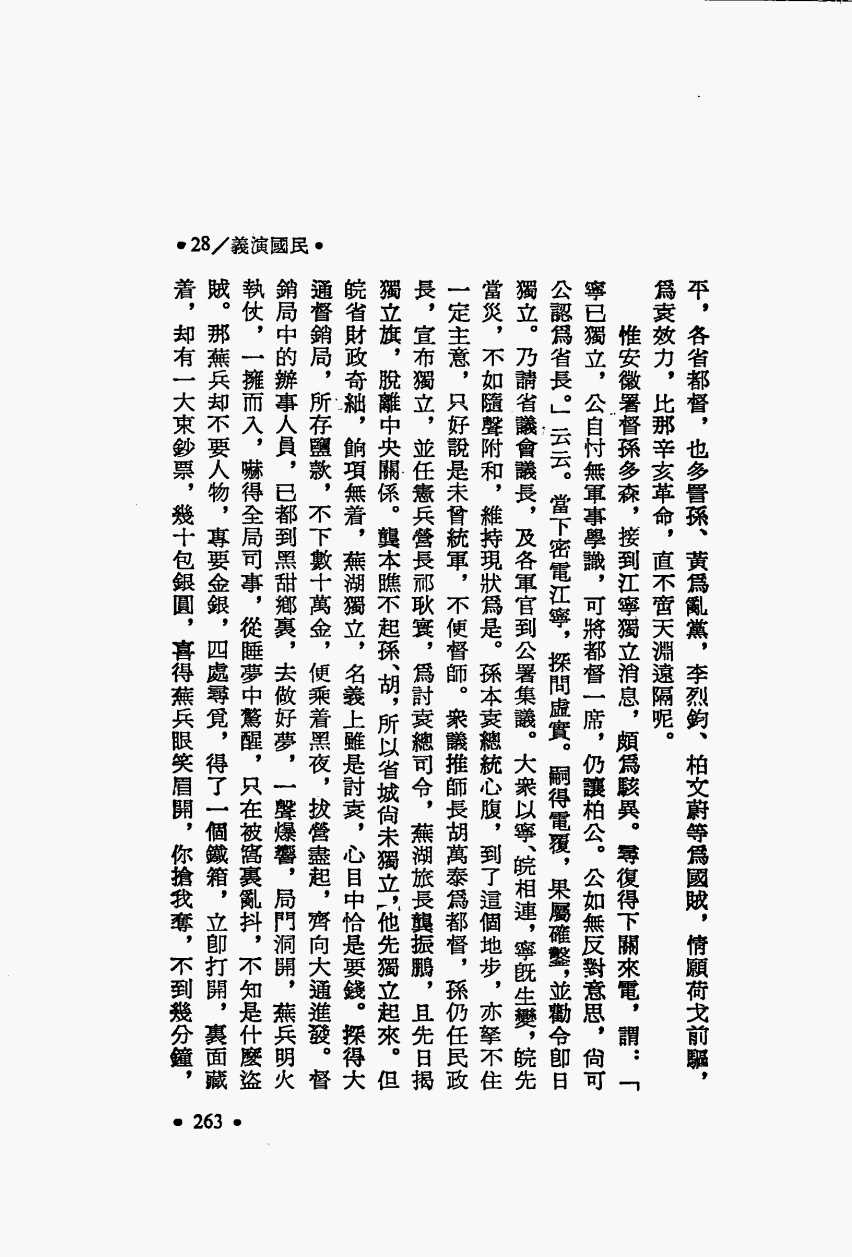 •28/義演國民•
平，各省都督，也多詈孫、黃爲亂黨，李烈鈞、柏文蔚等爲國賊，情願荷戈前驅，
爲袁效力，比那辛亥革命，直不啻天淵遠隔呢。
惟安徽署督孫多森，接到江寧獨立消息，頗爲駭異。尋復得下關來電，謂：「
寧已獨立，公自忖無軍事學識，可將都督一席，仍讓柏公。公如無反對意思，尙可
公認爲省長。」云云。當下密電江寧，探問虛實。嗣得電覆，果屬確鑿，並勸令卽日
獨立。乃請省議會議長，及各軍官到公署集議。大衆以寧、皖相連，寧旣生變，皖先
當災，不如隨聲附和，維持現狀爲是。孫本袁總統心腹，到了這個地步，亦拏不住
一定主意，只好說是未曾統軍，不便督師。衆議推師長胡萬泰爲都督，孫仍任民政
長，宣布獨立，並任憲兵營長祁耿寰，爲討袁總司令，蕪湖旅長龔振鵬，且先日揭
獨立旗，脫離中央關係。龔本瞧不起孫、胡，所以省城尙未獨立，他先獨立起來。但
皖省財政奇絀，餉項無着，蕪湖獨立，名義上雖是討袁，心目中恰是要錢。探得大
通督銷局，所存鹽款，不下數十萬金，便乘着黑夜，拔營盡起，齊向大通進發。督
銷局中的辦事人員，已都到黑甜鄉裏，去做好夢，一聲爆響，局門洞開，蕪兵明火
執仗，一擁而入，嚇得全局司事，從睡夢中驚醒，只在被窩裏亂抖，不知是什麼盜
賊。那蕪兵却不要人物，專要金銀，四處尋覓，得了一個鐵箱，立卽打開，裏面藏
着，却有一大束鈔票，幾十包銀圓，喜得蕪兵眼笑眉開，你搶我奪，不到幾分鐘，
• 263 •